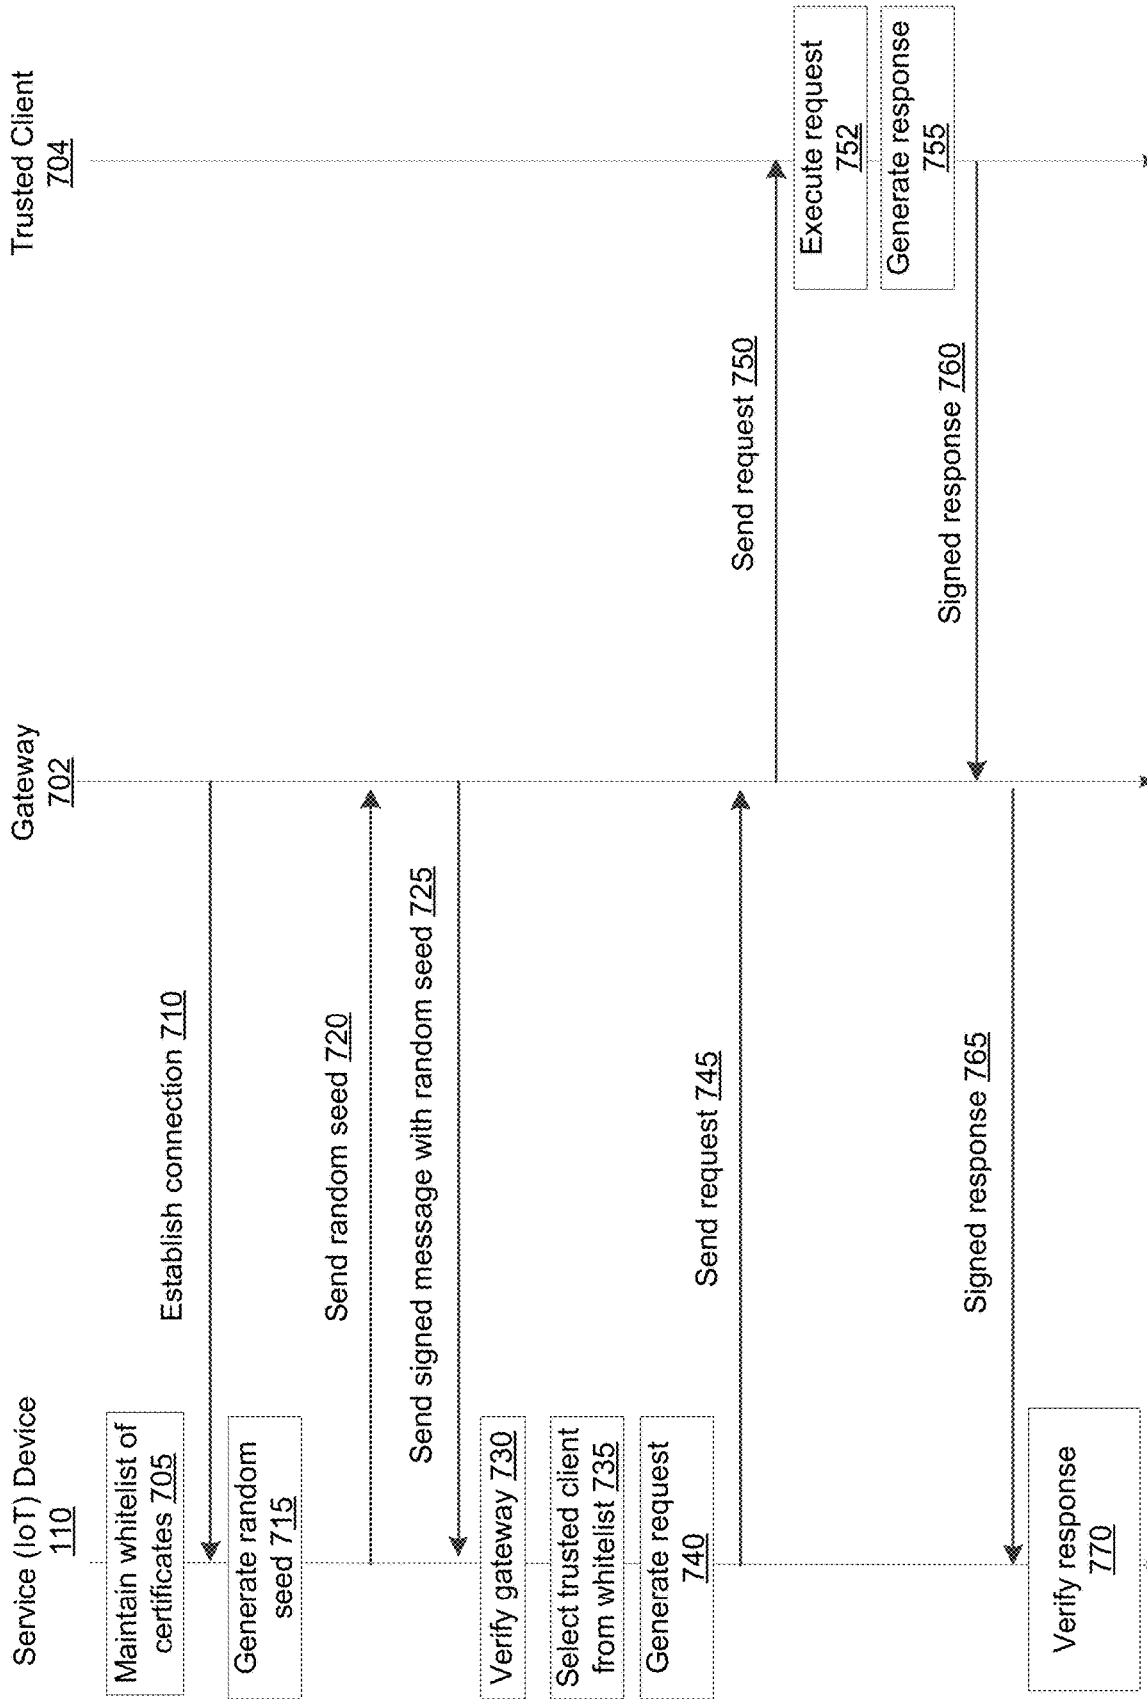 Service (IoT) Device
110
Gateway
702
Trusted Client
704
Maintain whitelist of
certificates 705
Establish connection 710
Generate random
seed 715
Send random seed 720
Send signed message with random seed 725
Verify gateway 730
Select trusted client
from whitelist 735
Generate request
740
Send request 745
Send request 750
Execute request
752
Generate response
755
Signed response 760
Signed response 765
Verify response
770